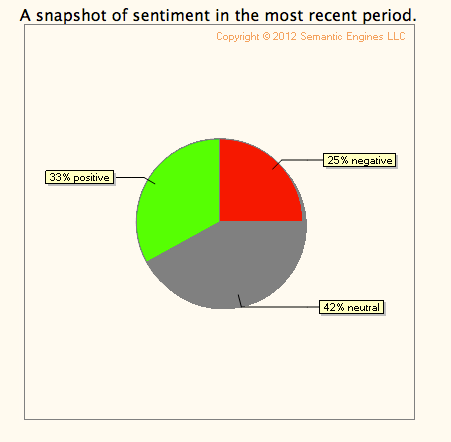 A snapshot of sentiment in the most recent period.
Copyright © 2012 Semantic Engines LLC
25% negative
33% positive
42% neutral